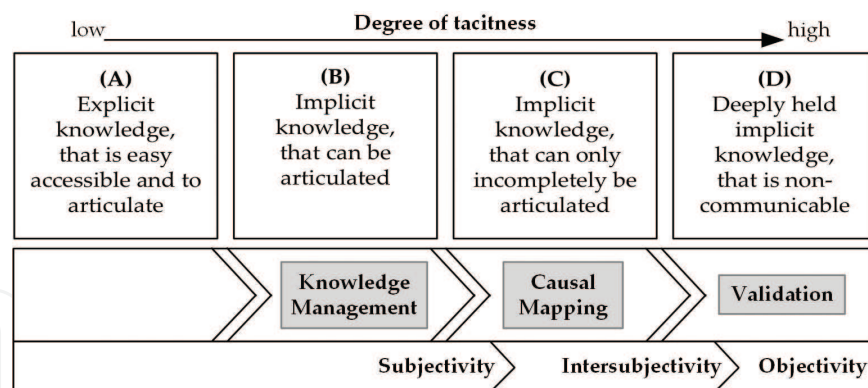 Degree of tacitness
low
high
(A)
Explicit
knowledge,
that is easy
accessible and to
articulate
(B)
Implicit
knowledge,
that can be
articulated
(C)
Implicit
knowledge,
that can only
incompletely be
articulated
(D)
Deeply held
implicit
knowledge,
that is non-
communicable
Knowledge
Management
Causal
Mapping
Validation
Subjectivity
Intersubjectivity
Objectivity